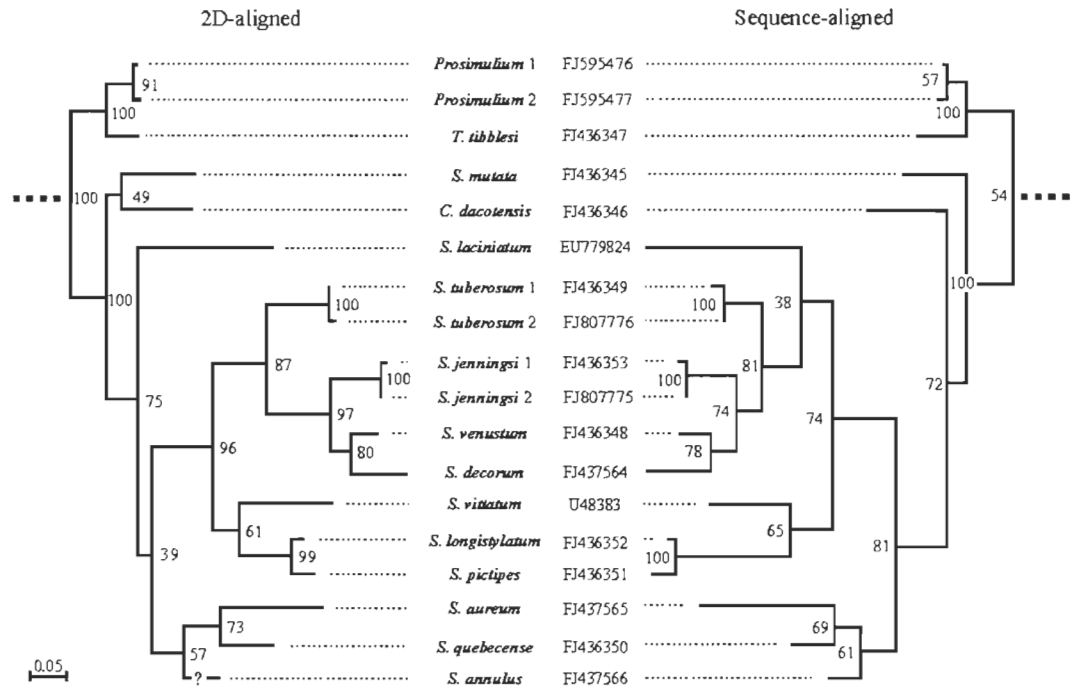 2D-aligned Sequence-aligned
Prosimulium 1 FJ595476
91 57
Prosimulium 2 FJ595477
100 100
T. tibblesi FJ436347
S. mutata FJ436345
100 49 54
C. dacotensis FJ436346
S. laciniatum EU779824
100 100
S. tuberosum 1 FJ436349
100 100 38
S. tuberosum 2 FJ807776
S. jenningsi 1 FJ436353
87 81
100 100 72
S. jenningsi 2 FJ807775
75 97 74 74
S. venustum FJ436348
96 80 78
S. decorum FJ437564
S. vittatum U48383
61 65
S. longistylatum FJ436352
39 99 100 81
S. pictipes FJ436351
S. aureum FJ437565
73 69
S. quebecense FJ436350
57 61
0.05
? S. annulus FJ437566